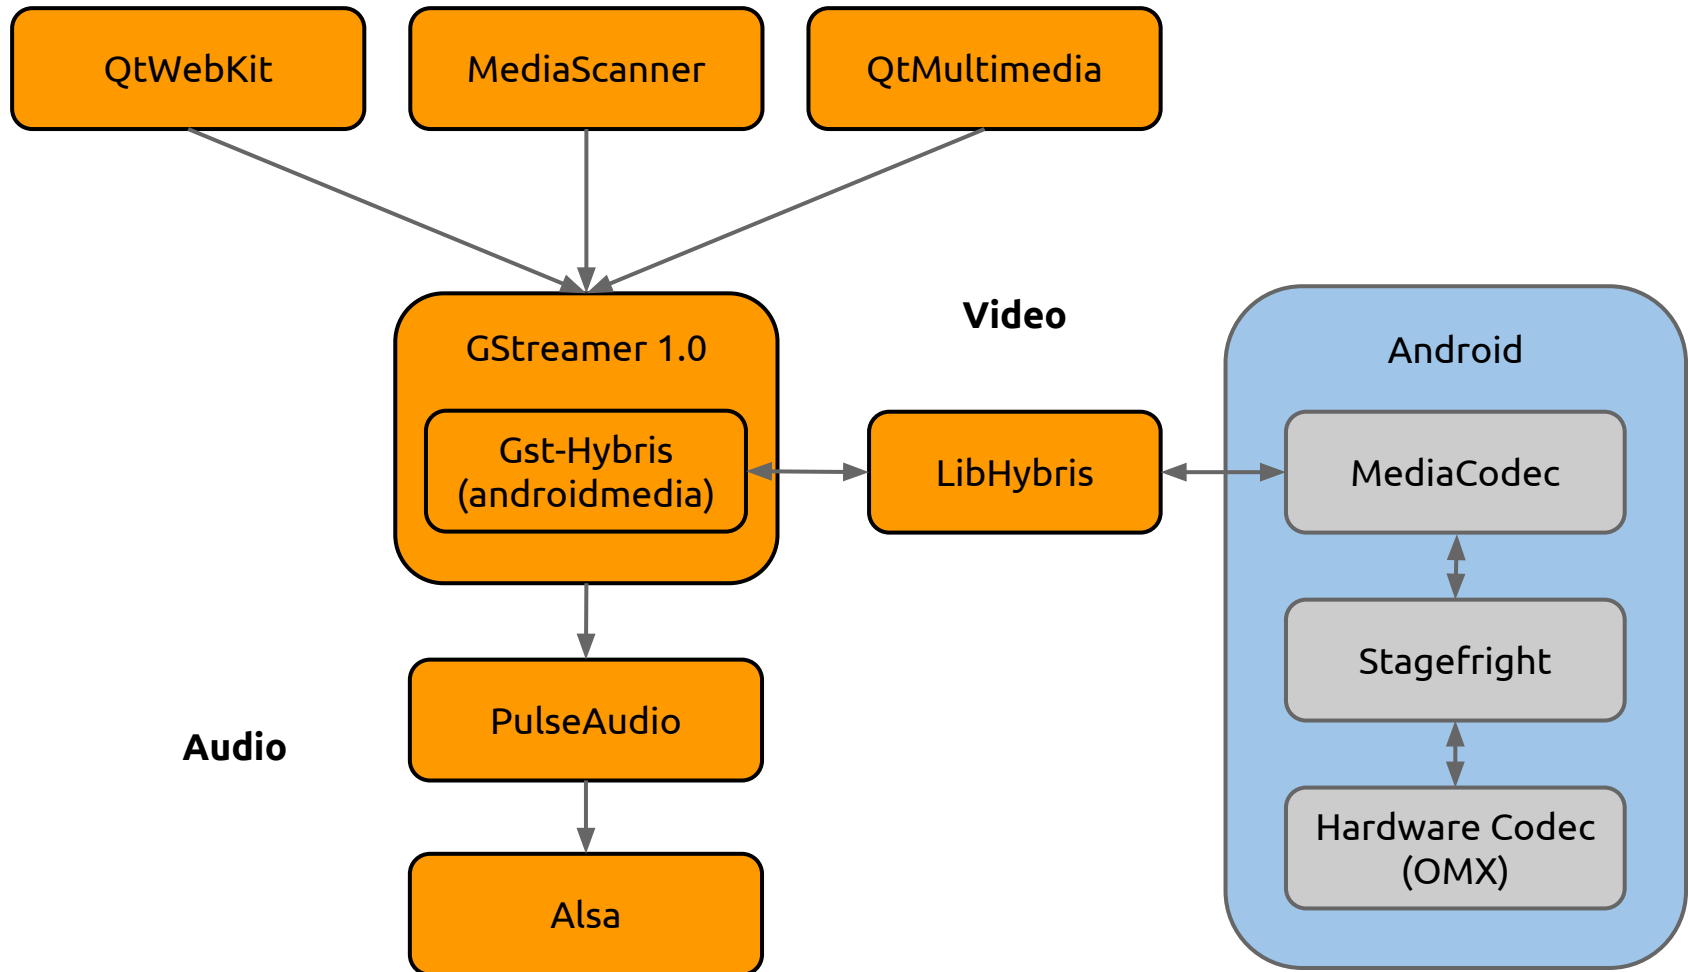 QtWebKit
MediaScanner
QtMultimedia
Video
GStreamer 1.0
Android
Gst-Hybris
(androidmedia)
LibHybris
MediaCodec
Stagefright
PulseAudio
Audio
Hardware Codec
(OMX)
Alsa